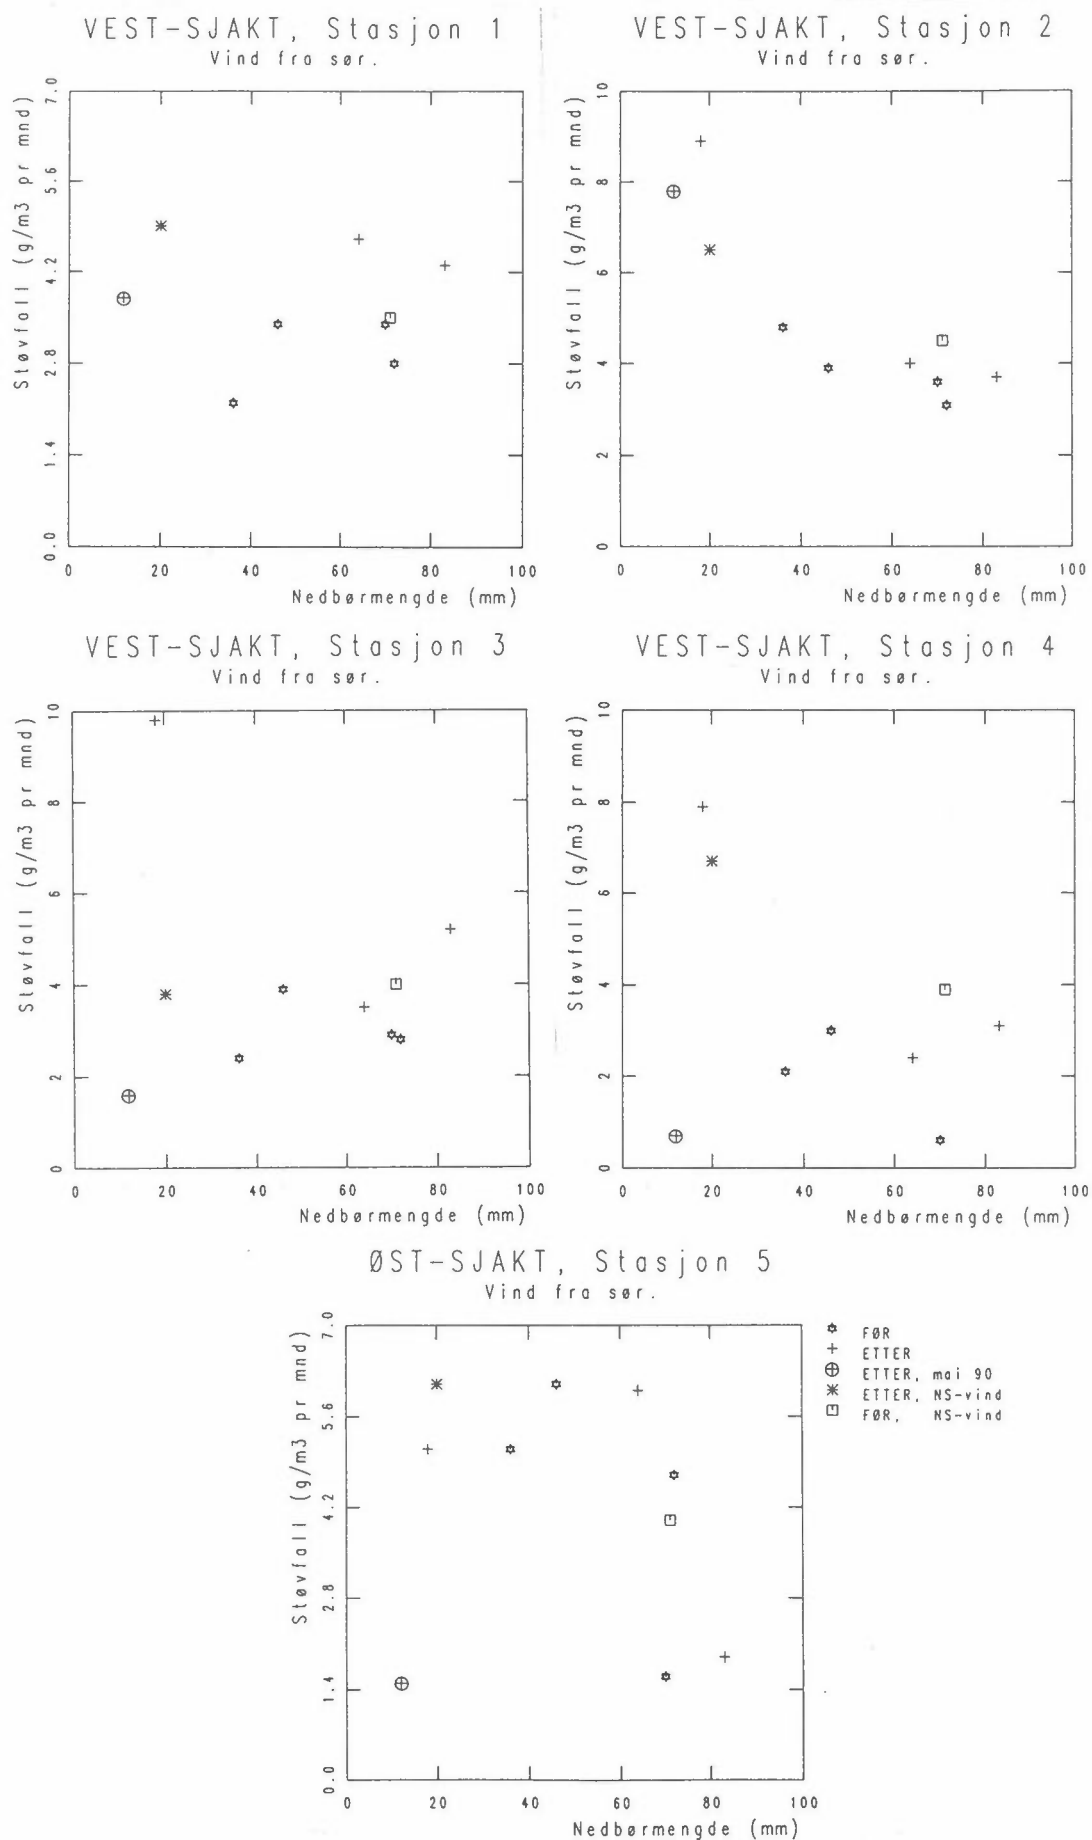 VEST-SJAKT, Stasjon 1
Vind fra sør.
Støvfall (g/m3 pr mnd)
7.0
5.6
4.2
2.8
1.4
0.0
0 20 40 60 80 100
Nedbørmengde (mm)
VEST-SJAKT, Stasjon 2
Vind fra sør.
Støvfall (g/m3 pr mnd)
10
8
6
4
2
0
0 20 40 60 80 100
Nedbørmengde (mm)
VEST-SJAKT, Stasjon 3
Vind fra sør.
Støvfall (g/m3 pr mnd)
10
8
6
4
2
0
0 20 40 60 80 100
Nedbørmengde (mm)
VEST-SJAKT, Stasjon 4
Vind fra sør.
Støvfall (g/m3 pr mnd)
10
8
6
4
2
0
0 20 40 60 80 100
Nedbørmengde (mm)
ØST-SJAKT, Stasjon 5
Vind fra sør.
Støvfall (g/m3 pr mnd)
7.0
5.6
4.2
2.8
1.4
0.0
0 20 40 60 80 100
Nedbørmengde (mm)
FØR
ETTER
ETTER, mai 90
ETTER, NS-vind
FØR, NS-vind